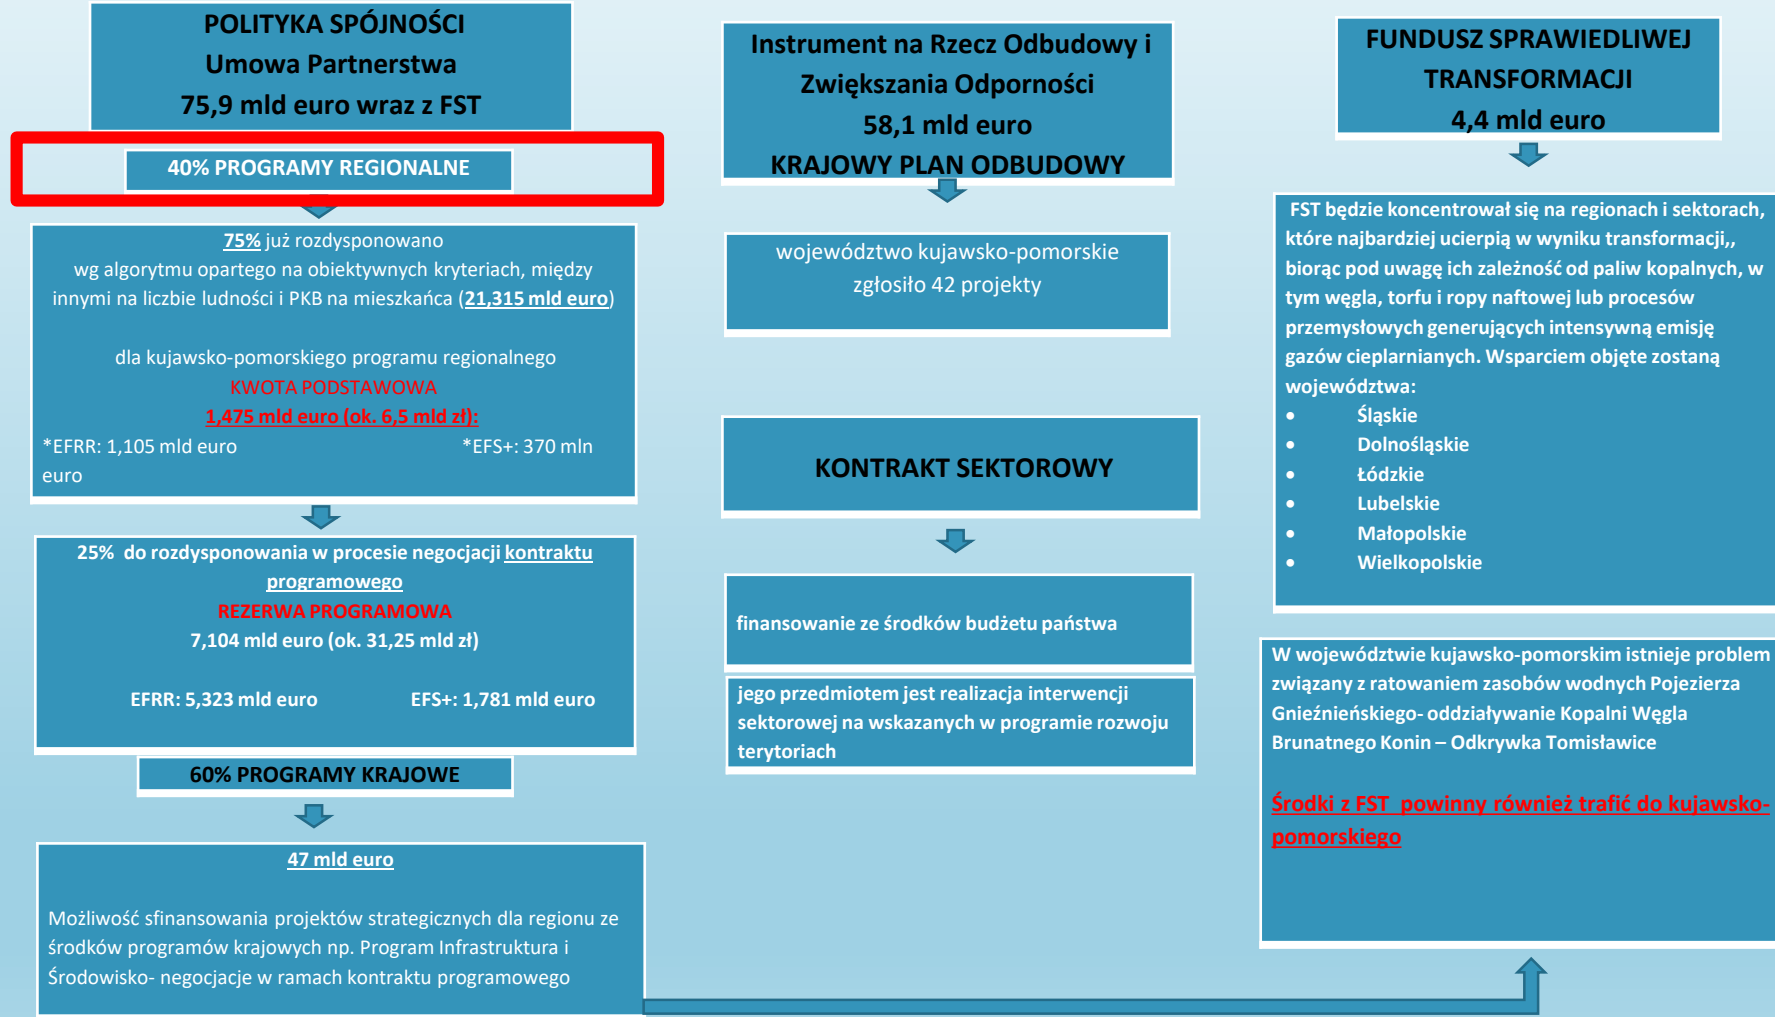 POLITYKA SPÓJNOŚCI
Umowa Partnerstwa
75,9 mld euro wraz z FST
40% PROGRAMY REGIONALNE
75% już rozdysponowano
wg algorytmu opartego na obiektywnych kryteriach, między
innymi na liczbie ludności i PKB na mieszkańca (21,315 mld euro)
dla kujawsko-pomorskiego programu regionalnego
KWOTA PODSTAWOWA
1,475 mld euro (ok. 6,5 mld zł):
*EFRR: 1,105 mld euro *EFS+: 370 mln
euro
25% do rozdysponowania w procesie negocjacji kontraktu
programowego
REZERWA PROGRAMOWA
7,104 mld euro (ok. 31,25 mld zł)
EFRR: 5,323 mld euro EFS+: 1,781 mld euro
60% PROGRAMY KRAJOWE
47 mld euro
Możliwość sfinansowania projektów strategicznych dla regionu ze
środków programów krajowych np. Program Infrastruktura i
Środowisko- negocjacje w ramach kontraktu programowego
Instrument na Rzecz Odbudowy i
Zwiększania Odporności
58,1 mld euro
KRAJOWY PLAN ODBUDOWY
województwo kujawsko-pomorskie
zgłosiło 42 projekty
KONTRAKT SEKTOROWY
finansowanie ze środków budżetu państwa
jego przedmiotem jest realizacja interwencji
sektorowej na wskazanych w programie rozwoju
terytoriach
FUNDUSZ SPRAWIEDLIWEJ
TRANSFORMACJI
4,4 mld euro
FST będzie koncentrował się na regionach i sektorach,
które najbardziej ucierpią w wyniku transformacji,,
biorąc pod uwagę ich zależność od paliw kopalnych, w
tym węgla, torfu i ropy naftowej lub procesów
przemysłowych generujących intensywną emisję
gazów cieplarnianych. Wsparciem objęte zostaną
województwa:
• Śląskie
• Dolnośląskie
• Łódzkie
• Lubelskie
• Małopolskie
• Wielkopolskie
W województwie kujawsko-pomorskim istnieje problem
związany z ratowaniem zasobów wodnych Pojezierza
Gnieźnieńskiego- oddziaływanie Kopalni Węgla
Brunatnego Konin – Odkrywka Tomisławice
Środki z FST powinny również trafić do kujawsko-
pomorskiego